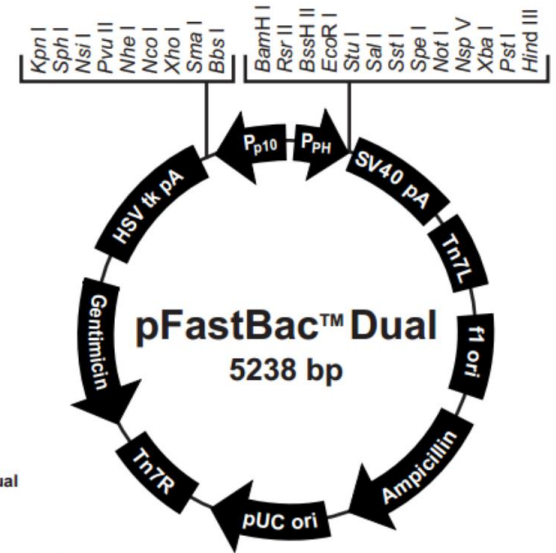 Kpn I
Sph I
Nsi I
Pvu II
Nhe I
Nco I
Xho I
Sma I
Bbs I
BamH I
Rsr II
BssH II
EcoR I
Stu I
Sal I
Sst I
Spe I
Not I
Nsp V
Xba I
Pst I
Hind III
Pp10
PPH
HSV tk pA
SV40 pA
Tn7L
Gentimicin
pFastBac™ Dual
5238 bp
f1 ori
Ampicillin
Tn7R
pUC ori
ual